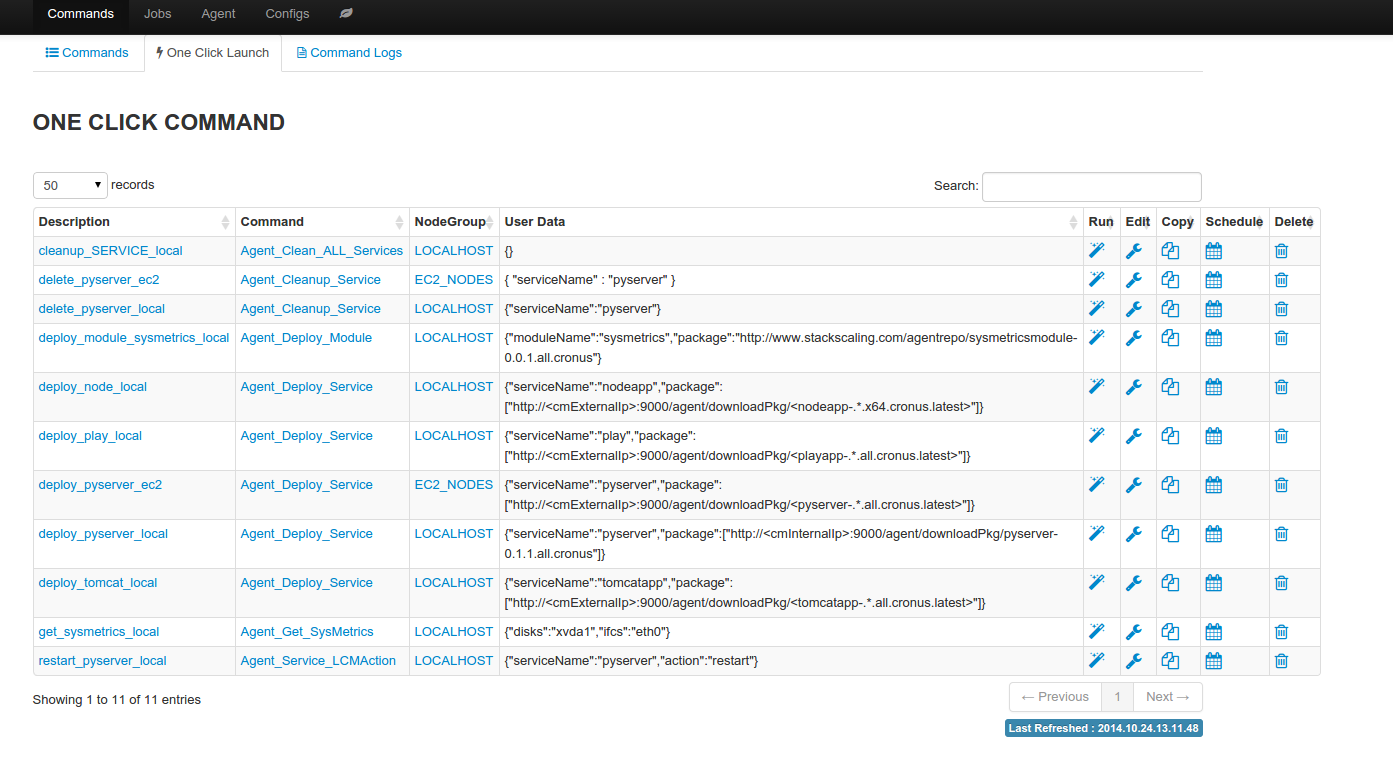 Commands Jobs Agent Configs
Commands One Click Launch Command Logs
ONE CLICK COMMAND
50 records Search:
Description Command NodeGroup User Data Run Edit Copy Schedule Delete
cleanup_SERVICE_local Agent_Clean_ALL_Services LOCALHOST {}
delete_pyserver_ec2 Agent_Cleanup_Service EC2_NODES { "serviceName" : "pyserver" }
delete_pyserver_local Agent_Cleanup_Service LOCALHOST {"serviceName":"pyserver"}
deploy_module_sysmetrics_local Agent_Deploy_Module LOCALHOST {"moduleName":"sysmetrics","package":"http://www.stackscaling.com/agentrepo/sysmetricsmodule-
0.0.1.all.cronus"}
deploy_node_local Agent_Deploy_Service LOCALHOST {"serviceName":"nodeapp","package":
["http://<cmExternalIp>:9000/agent/downloadPkg/<nodeapp-.*.x64.cronus.latest>"]}
deploy_play_local Agent_Deploy_Service LOCALHOST {"serviceName":"play","package":
["http://<cmExternalIp>:9000/agent/downloadPkg/<playapp-.*.all.cronus.latest>"]}
deploy_pyserver_ec2 Agent_Deploy_Service EC2_NODES {"serviceName":"pyserver","package":
["http://<cmExternalIp>:9000/agent/downloadPkg/<pyserver-.*.all.cronus.latest>"]}
deploy_pyserver_local Agent_Deploy_Service LOCALHOST {"serviceName":"pyserver","package":["http://<cmInternalIp>:9000/agent/downloadPkg/pyserver-
0.1.1.all.cronus"]}
deploy_tomcat_local Agent_Deploy_Service LOCALHOST {"serviceName":"tomcatapp","package":
["http://<cmExternalIp>:9000/agent/downloadPkg/<tomcatapp-.*.all.cronus.latest>"]}
get_sysmetrics_local Agent_Get_SysMetrics LOCALHOST {"disks":"xvda1","ifcs":"eth0"}
restart_pyserver_local Agent_Service_LCMAction LOCALHOST {"serviceName":"pyserver","action":"restart"}
Showing 1 to 11 of 11 entries ← Previous 1 Next →
Last Refreshed : 2014.10.24.13.11.48